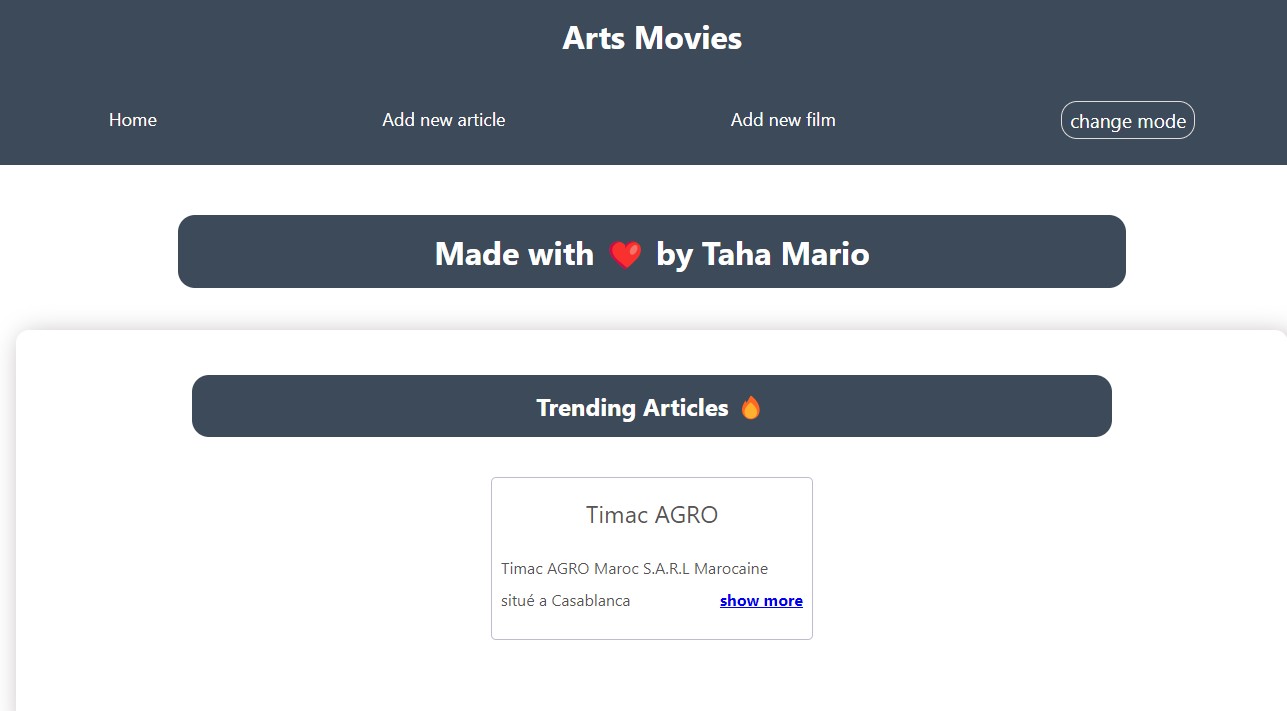 Arts Movies
Home Add new article Add new film change mode
Made with ❤️ by Taha Mario
Trending Articles 🔥
Timac AGRO
Timac AGRO Maroc S.A.R.L Marocaine
situé a Casablanca show more